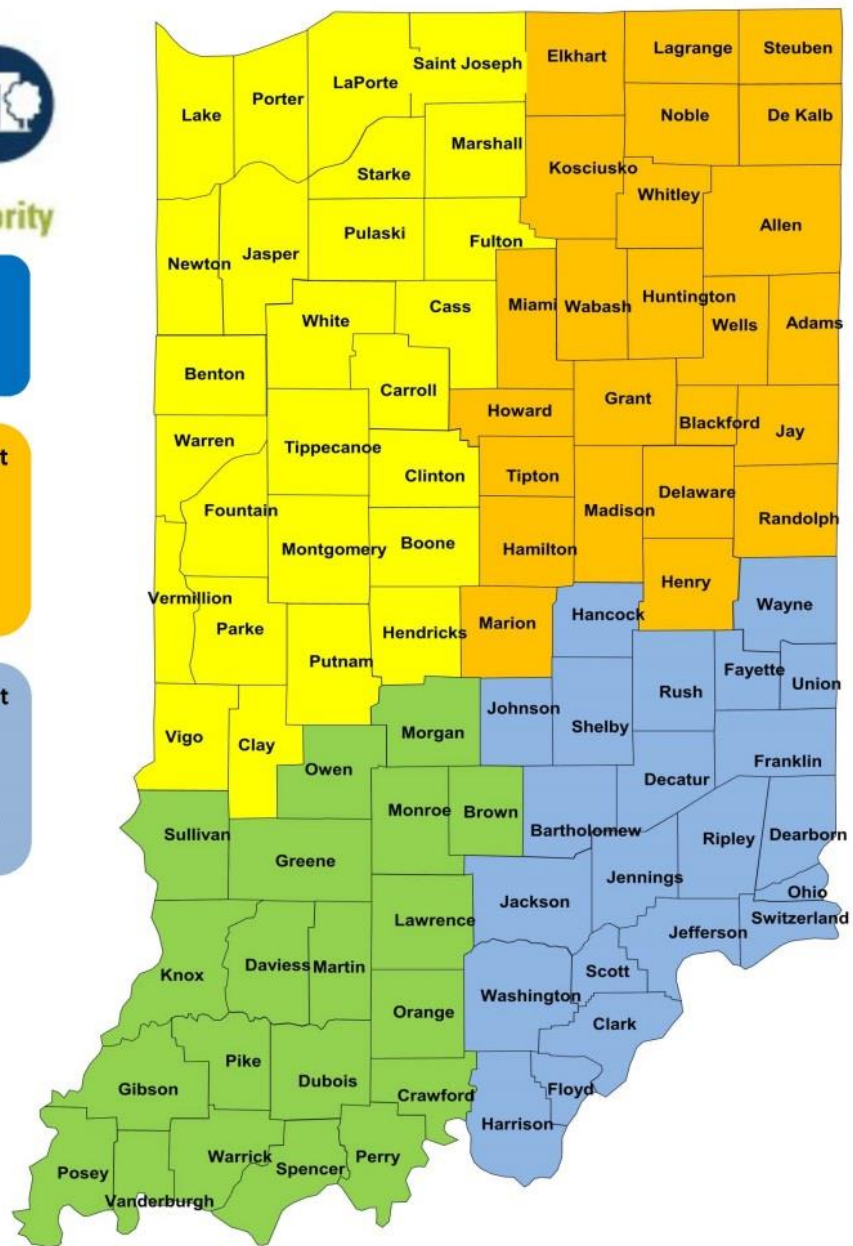 Saint Joseph
Elkhart
Lagrange
Steuben
Lake
Porter
LaPorte
Noble
De Kalb
Marshall
Starke
Kosciusko
Whitley
rity
Allen
Newton
Jasper
Pulaski
Fulton
White
Cass
Miami
Wabash
Huntington
Wells
Adams
Benton
Carroll
Howard
Grant
Blackford
Jay
t
Warren
Tippecanoe
Clinton
Tipton
Delaware
Madison
Randolph
Fountain
Montgomery
Boone
Hamilton
Henry
Vermillion
Parke
Hendricks
Marion
Hancock
Wayne
Putnam
Fayette
Union
Rush
t
Vigo
Clay
Morgan
Johnson
Shelby
Owen
Decatur
Franklin
Sullivan
Monroe
Brown
Bartholomew
Ripley
Dearborn
Greene
Jennings
Ohio
Jackson
Lawrence
Jefferson
Switzerland
Knox
Daviess
Martin
Scott
Washington
Orange
Clark
Gibson
Pike
Dubois
Crawford
Floyd
Harrison
Posey
Warrick
Spencer
Perry
Vanderburgh